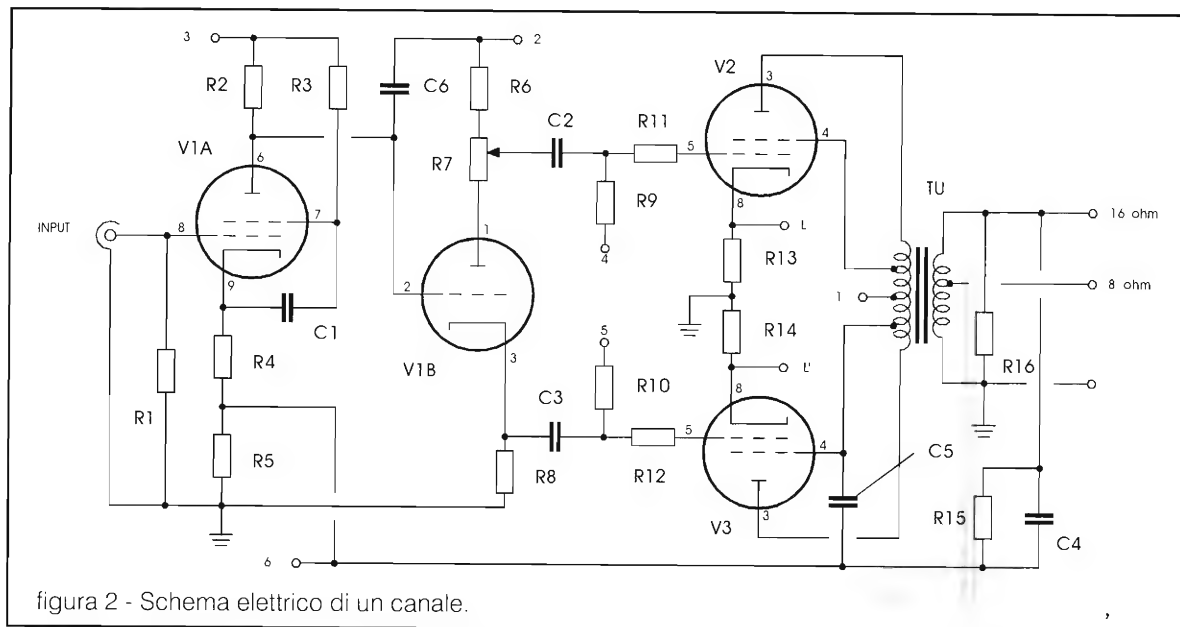 3
2
R2
R3
C6
R6
V2
3
C2
R11
4
V1A
6
R7
5
TU
7
R9
8
16 ohm
INPUT
8
L
4
1
R13
9
2
8 ohm
C1
1
5
R14
R4
V1B
3
L'
R16
R10
8
R1
C3
5
4
R5
R12
C5
R8
V3
3
R15
C4
6
figura 2 - Schema elettrico di un canale.